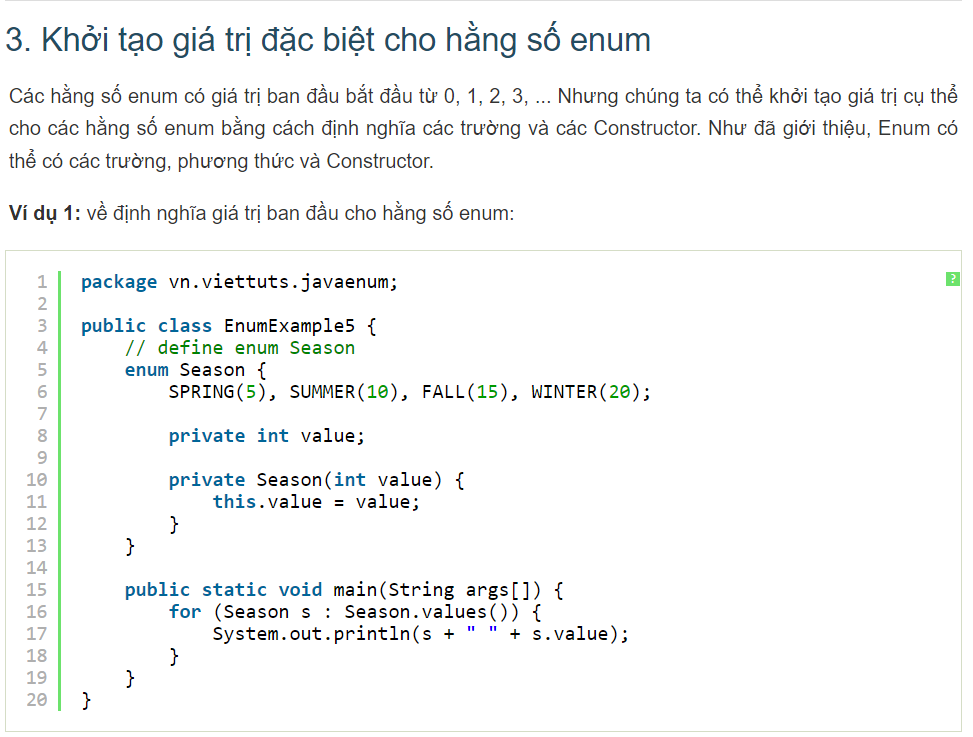 3. Khởi tạo giá trị đặc biệt cho hằng số enum
Các hằng số enum có giá trị ban đầu bắt đầu từ 0, 1, 2, 3, ... Nhưng chúng ta có thể khởi tạo giá trị cụ thể
cho các hằng số enum bằng cách định nghĩa các trường và các Constructor. Như đã giới thiệu, Enum có
thể có các trường, phương thức và Constructor.
Ví dụ 1: về định nghĩa giá trị ban đầu cho hằng số enum:
?
1 package vn.viettuts.javaenum;
2
3 public class EnumExample5 {
4     // define enum Season
5     enum Season {
6         SPRING(5), SUMMER(10), FALL(15), WINTER(20);
7
8         private int value;
9
10         private Season(int value) {
11             this.value = value;
12         }
13     }
14
15     public static void main(String args[]) {
16         for (Season s : Season.values()) {
17             System.out.println(s + " " + s.value);
18         }
19     }
20 }